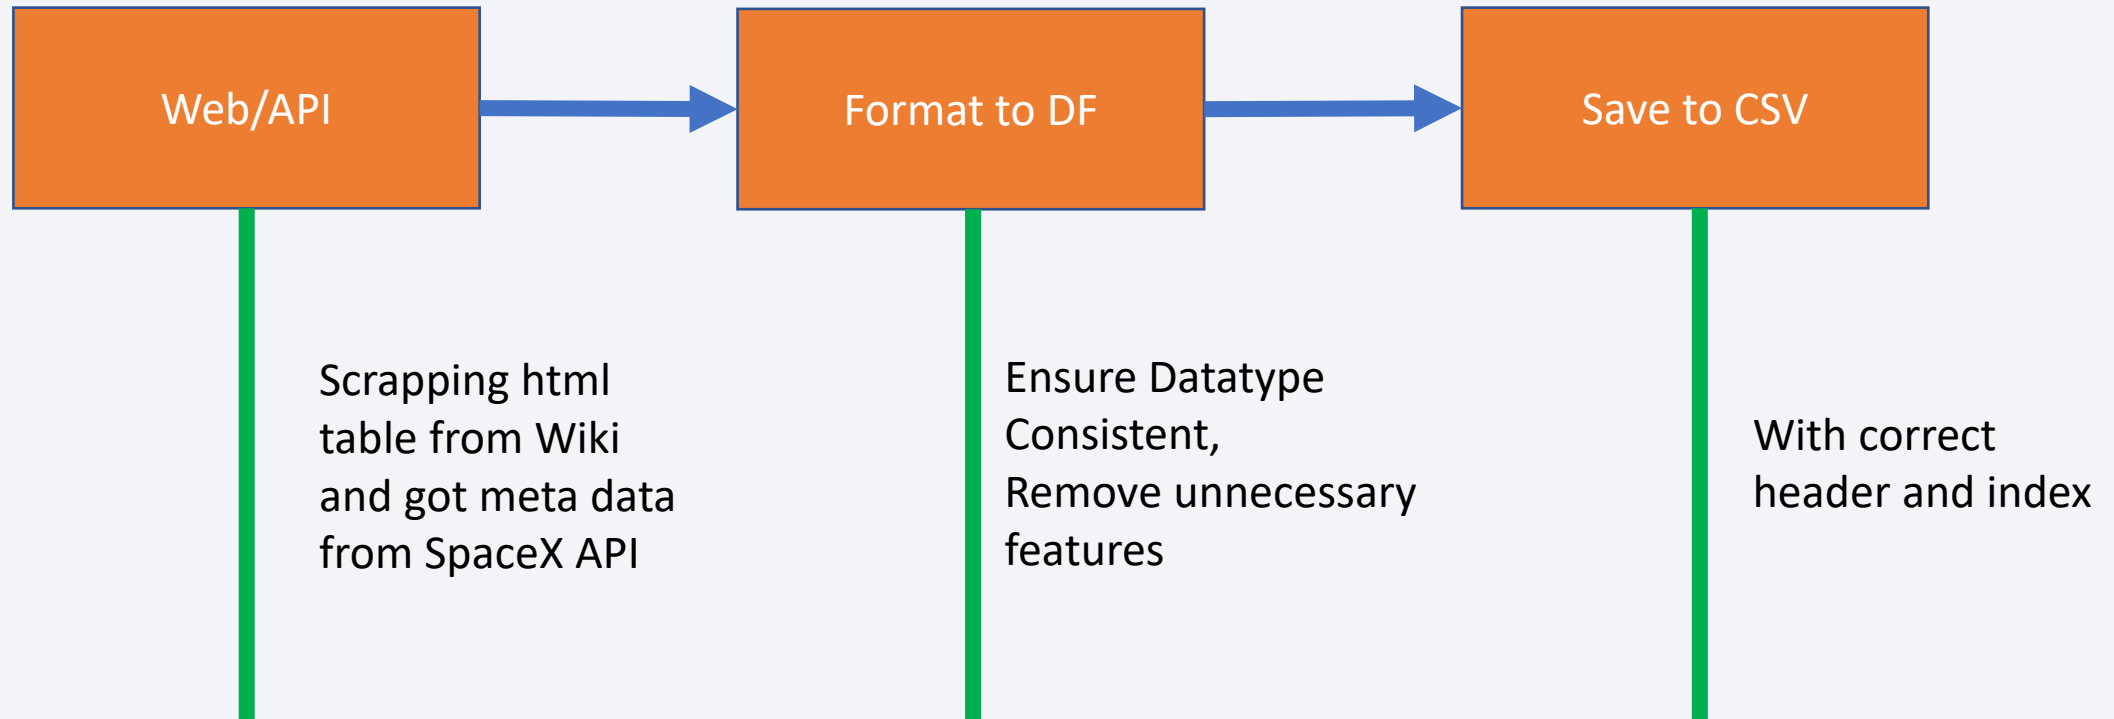 Web/API
Format to DF
Save to CSV
Scrapping html
table from Wiki
and got meta data
from SpaceX API
Ensure Datatype
Consistent,
Remove unnecessary
features
With correct
header and index